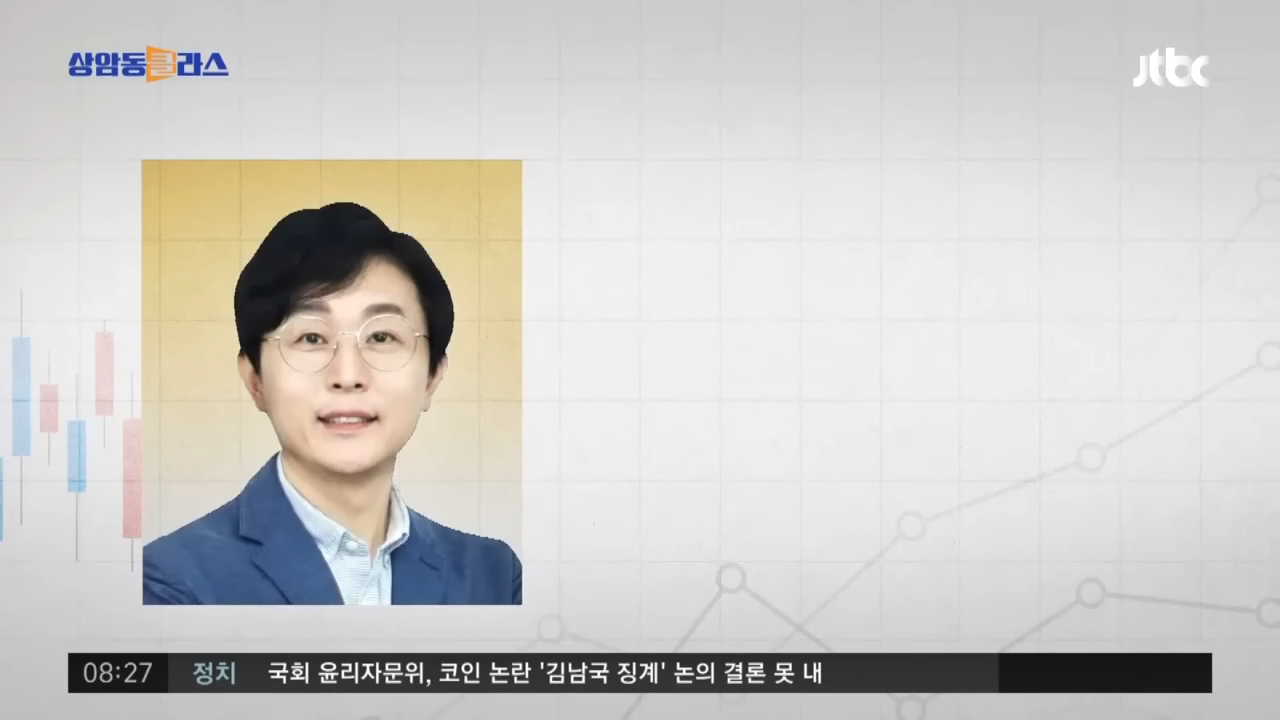 상암동클라스
jtbc
08:27 정치 국회 윤리자문위, 코인 논란 '김남국 징계' 논의 결론 못 내